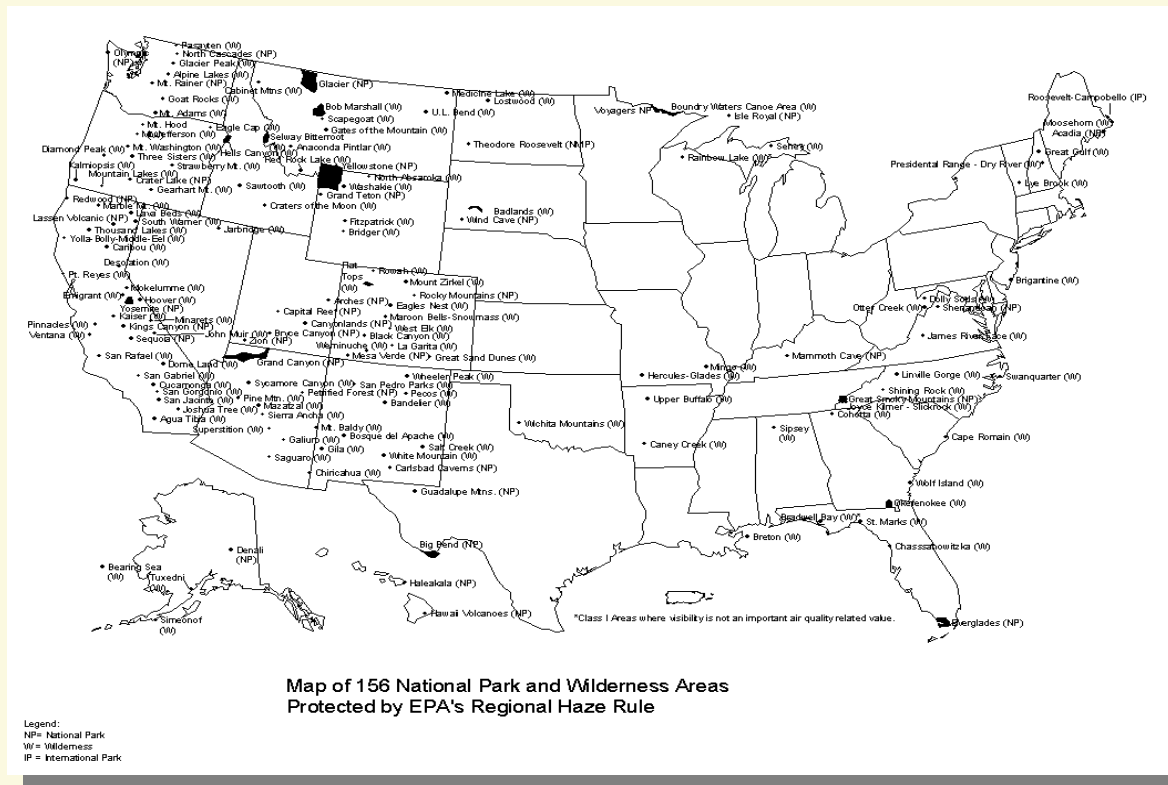 Pasayten (W)
North Cascades (NP)
Olympic
(NP)
Glacier Peak (W)
Alpine Lakes (W)
Mt. Rainer (NP)
Cabinet Mtns (W)
Glacier (NP)
Goat Rocks (W)
Mt. Adams (W)
Bob Marshall (W)
Scapegoat (W)
Gates of the Mountain (W)
U.L. Bend (W)
Medicine Lake (W)
Lostwood (W)
Theodore Roosevelt (NMP)
Voyagers NP
Boundry Waters Canoe Area (W)
Isle Royal (NP)
Seney (W)
Rainbow Lake (W)
Roosevelt-Campobello (IP)
Moosehorn (W)
Acadia (NP)
Great Gulf (W)
Presidential Range - Dry River (W)
Lye Brook (W)
Mt. Hood
Mt. Jefferson (W)
Eagle Cap (W)
Selway Bitterroot
Diamond Peak (W)
Mt. Washington (W)
Hells Canyon (W)
Anaconda Pintlar (W)
Three Sisters (W)
Red Rock Lake (W)
Kalmiopsis (W)
Strawberry Mt. (W)
Yellowstone (NP)
Mountain Lakes (W)
Crater Lake (NP)
North Absaroka (W)
Gearhart Mt. (W)
Sawtooth (W)
Washakie (W)
Grand Teton (NP)
Redwood (NP)
Marble Mt. (W)
Craters of the Moon (W)
Lassen Volcanic (NP)
Lava Beds (W)
South Warner (W)
Fitzpatrick (W)
Bridger (W)
Badlands (W)
Wind Cave (NP)
Thousand Lakes (W)
Jarbridge (W)
Yolla-Bolly-Middle-Eel (W)
Caribou (W)
Desolation (W)
Pt. Reyes (W)
Flat
Tops
(W)
Rawah (W)
Mount Zirkel (W)
Mokelumme (W)
Emigrant (W)
Hoover (W)
Yosemite (NP)
Arches (NP)
Rocky Mountains (NP)
Eagles Nest (W)
Kaiser (W)
Minarets (W)
Capital Reef (NP)
Maroon Bells-Snowmass (W)
Pinnacles (W)
Kings Canyon (NP)
Canyonlands (NP)
West Elk (W)
Ventana (W)
John Muir (W)
Bryce Canyon (NP)
Black Canyon (W)
Sequoia (NP)
Zion (NP)
Weminuche (W)
La Garita (W)
San Rafael (W)
Mesa Verde (NP)
Great Sand Dunes (W)
Dome Land (W)
Grand Canyon (NP)
San Gabriel (W)
Wheeler Peak (W)
Cucamonga (W)
Sycamore Canyon (W)
San Pedro Parks (W)
San Gorgonio (W)
Petrified Forest (NP)
Pecos (W)
San Jacinto (W)
Pine Mtn. (W)
Bandelier (W)
Joshua Tree (W)
Mazatzal (W)
Agua Tibia (W)
Sierra Ancha (W)
Superstition (W)
Mt. Baldy (W)
Galiuro (W)
Bosque del Apache (W)
Gila (W)
Salt Creek (W)
Saguaro (W)
White Mountain (W)
Chiricahua (W)
Carlsbad Caverns (NP)
Guadalupe Mtns. (NP)
Wichita Mountains (W)
Hercules-Glades (W)
Mingo (W)
Upper Buffalo (W)
Caney Creek (W)
Mammoth Cave (NP)
Brigantine (W)
Dolly Sods (W)
Otter Creek (W)
Shenandoah (NP)
James River Face (W)
Linville Gorge (W)
Swanquarter (W)
Shining Rock (W)
Great Smoky Mountains (NP)
Joyce Kilmer - Slickrock (W)
Cohotta (W)
Sipsey
(W)
Cape Romain (W)
Wolf Island (W)
Okefenokee (W)
Bradwell Bay (W)*
St. Marks (W)
Breton (W)
Chasssahowitzka (W)
Everglades (NP)
Big Bend (NP)
Denali
(NP)
Bearing Sea
(W)
Tuxedni
(W)
Simeonof
(W)
Haleakala (NP)
Hawaii Volcanoes (NP)
*Class I Areas where visibility is not an important air quality related value.
Map of 156 National Park and Wilderness Areas
Protected by EPA's Regional Haze Rule
Legend:
NP= National Park
W = Wilderness
IP = International Park